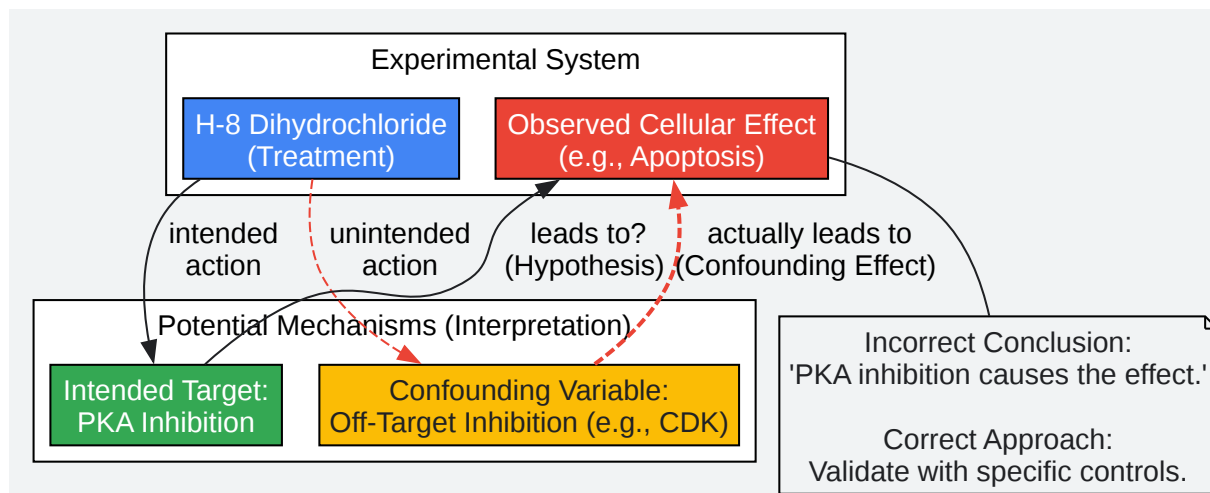 Experimental System
H-8 Dihydrochloride
(Treatment)
Observed Cellular Effect
(e.g., Apoptosis)
intended
action
unintended
action
leads to?
(Hypothesis)
actually leads to
(Confounding Effect)
Potential Mechanisms (Interpretation)
Intended Target:
PKA Inhibition
Confounding Variable:
Off-Target Inhibition (e.g., CDK)
Incorrect Conclusion:
'PKA inhibition causes the effect.'
Correct Approach:
Validate with specific controls.